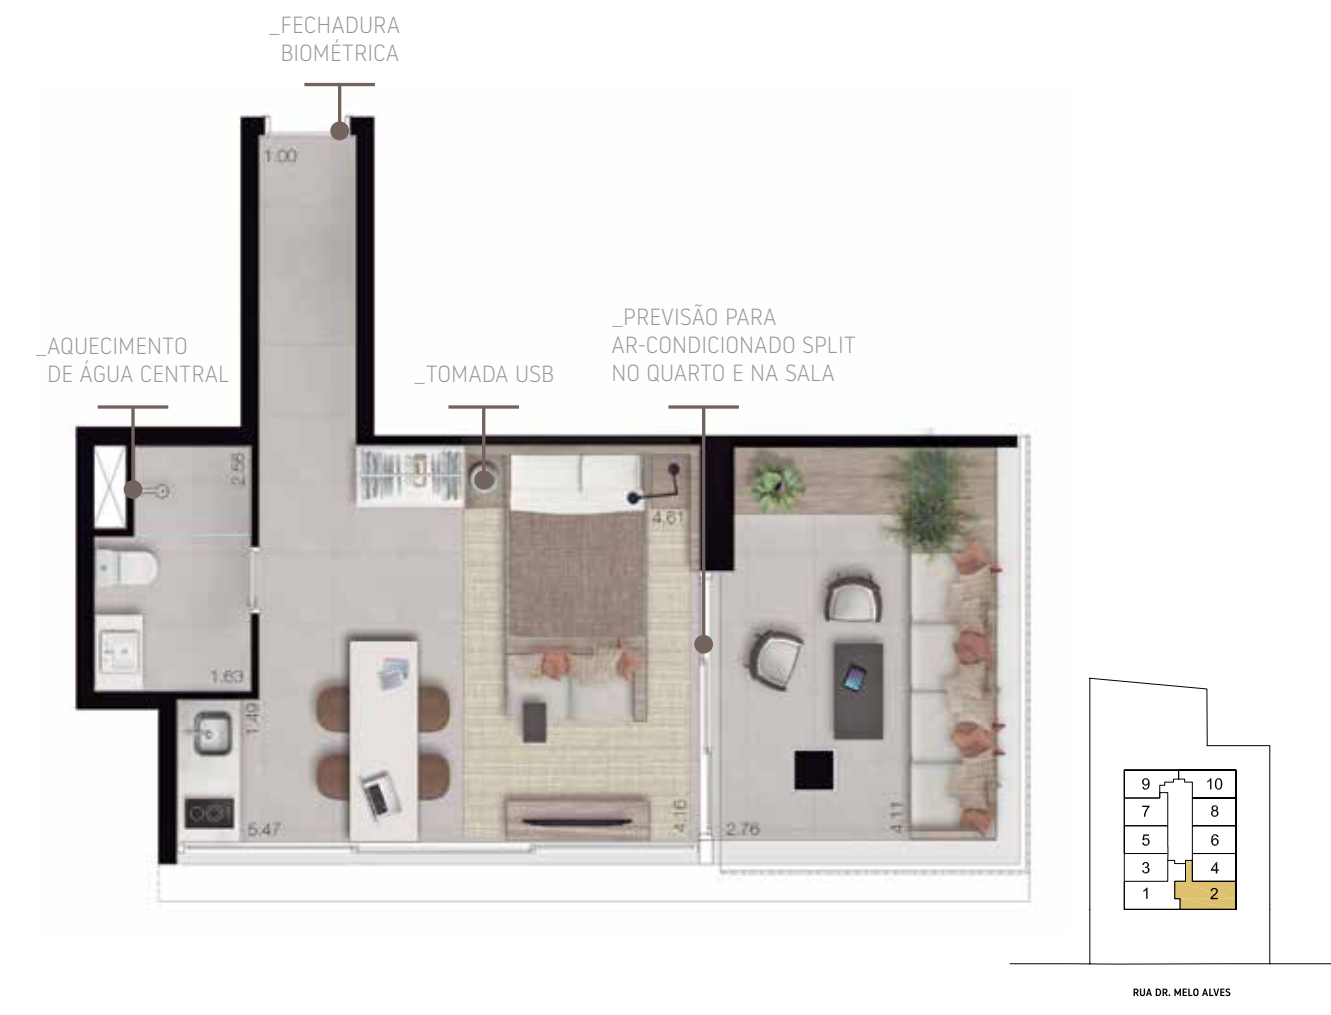 _FECHADURA
BIOMÉTRICA
1.00
_PREVISÃO PARA
AR-CONDICIONADO SPLIT
NO QUARTO E NA SALA
_AQUECIMENTO
DE ÁGUA CENTRAL
_TOMADA USB
2.56
4.61
1.63
1.49
5.47
4.16
2.76
4.11
9
10
7
8
5
6
3
4
1
2
RUA DR. MELO ALVES